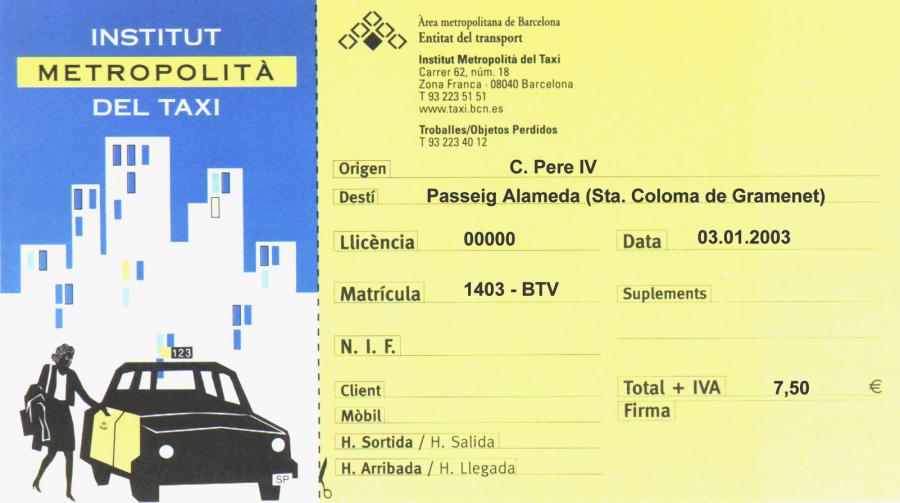 INSTITUT
METROPOLITÀ
DEL TAXI
123
TAXI
SP
Àrea metropolitana de Barcelona
Entitat del transport
Institut Metropolità del Taxi
Carrer 62, núm. 18
Zona Franca · 08040 Barcelona
T 93 223 51 51
www.taxi.bcn.es
Troballes/Objetos Perdidos
T 93 223 40 12
Origen C. Pere IV
Destí Passeig Alameda (Sta. Coloma de Gramenet)
Llicència 00000 Data 03.01.2003
Matrícula 1403 - BTV Suplements
N. I. F.
Client Total + IVA 7,50 €
Mòbil Firma
H. Sortida / H. Salida
H. Arribada / H. Llegada